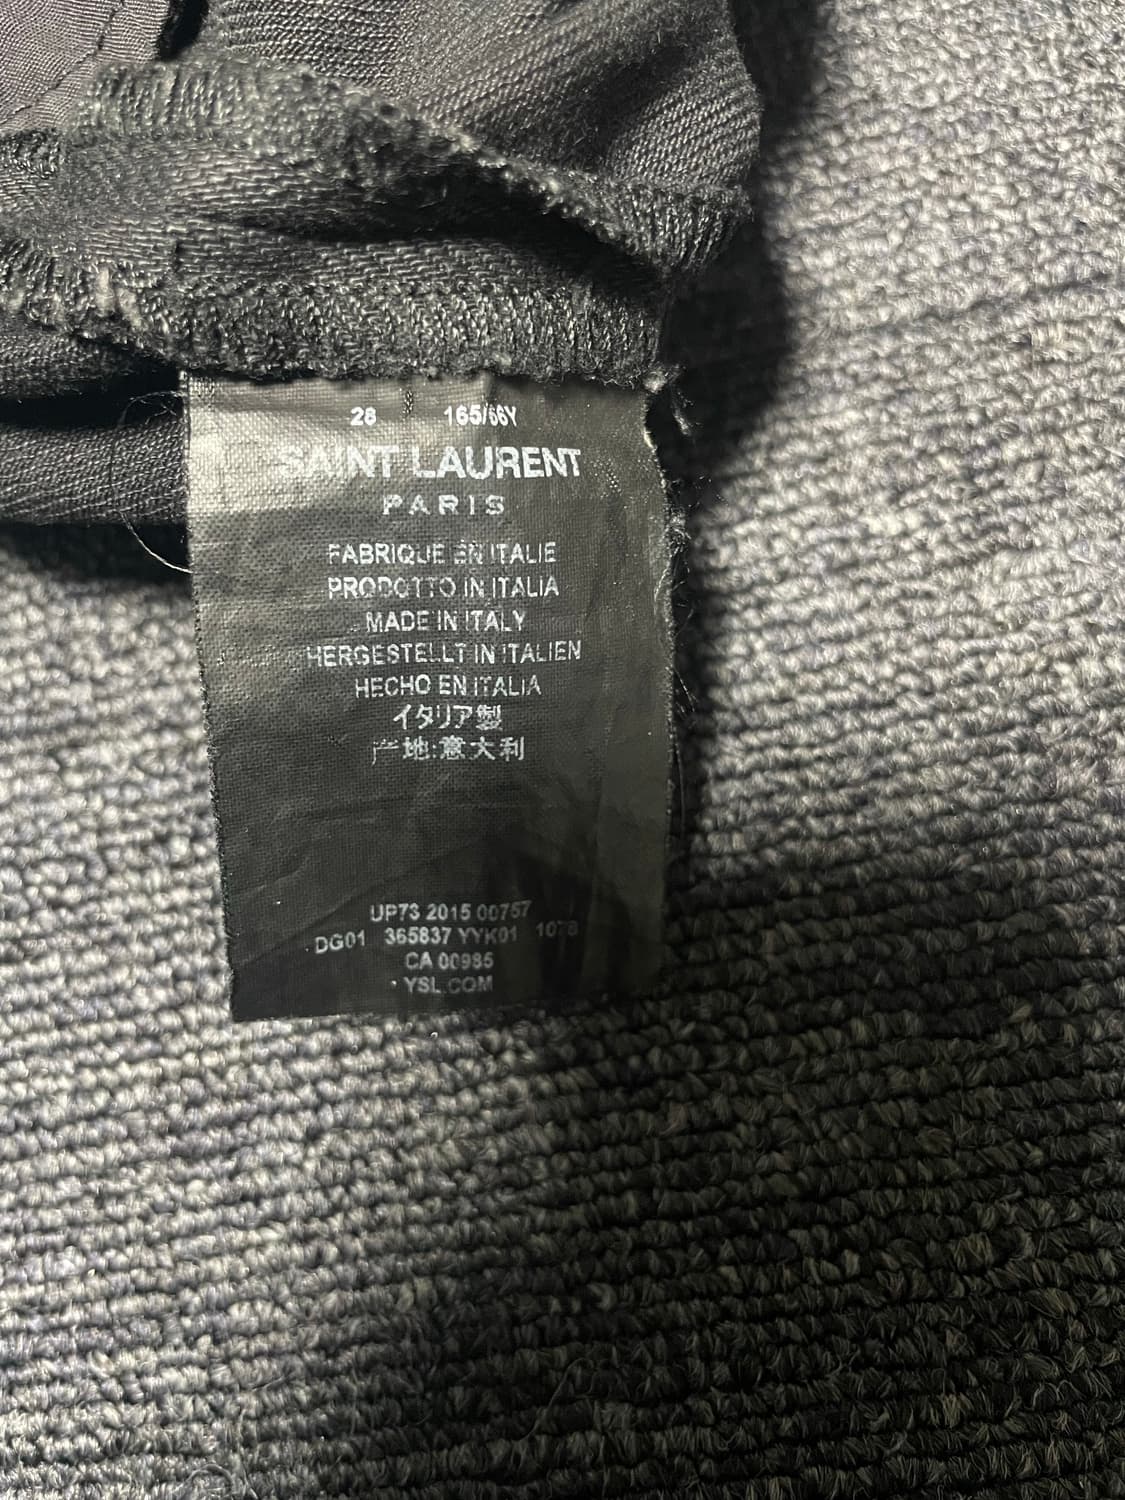 28 165/66Y
SAINT LAURENT
PARIS
FABRIQUE EN ITALIE
PRODOTTO IN ITALIA
MADE IN ITALY
HERGESTELLT IN ITALIEN
HECHO EN ITALIA
イタリア製
产地:意大利
UP73 2015 00757
DG01 365837 YYK01 1078
CA 00985
YSL.COM